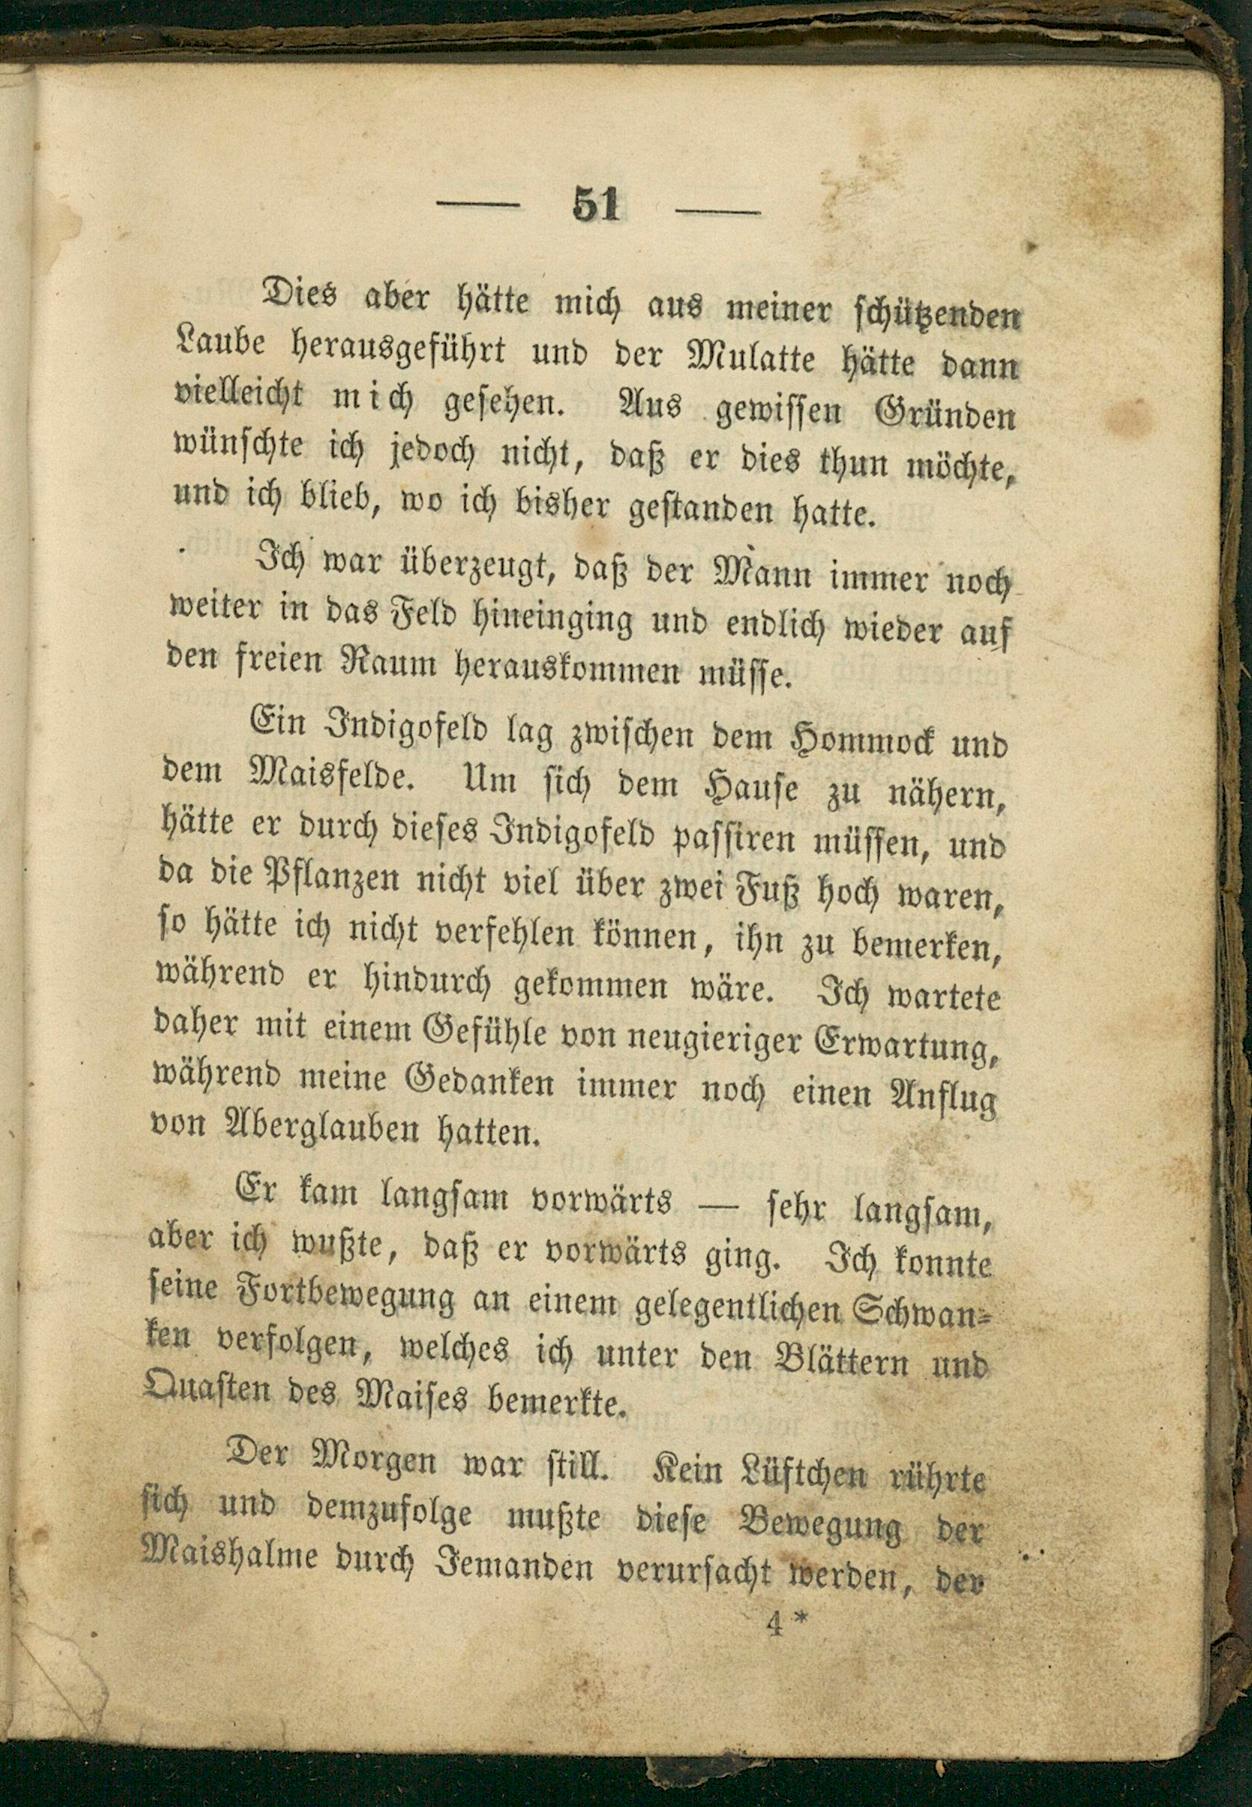 — 51 —
Dies aber hätte mich aus meiner schützenden
Laube herausgeführt und der Mulatte hätte dann
vielleicht mich gesehen. Aus gewissen Gründen
wünschte ich jedoch nicht, daß er dies thun möchte,
und ich blieb, wo ich bisher gestanden hatte.
Ich war überzeugt, daß der Mann immer noch
weiter in das Feld hineinging und endlich wieder auf
den freien Raum herauskommen müsse.
Ein Indigofeld lag zwischen dem Hommock und
dem Maisfelde. Um sich dem Hause zu nähern,
hätte er durch dieses Indigofeld passiren müssen, und
da die Pflanzen nicht viel über zwei Fuß hoch waren,
so hätte ich nicht verfehlen können, ihn zu bemerken,
während er hindurch gekommen wäre. Ich wartete
daher mit einem Gefühle von neugieriger Erwartung,
während meine Gedanken immer noch einen Anflug
von Aberglauben hatten.
Er kam langsam vorwärts — sehr langsam,
aber ich wußte, daß er vorwärts ging. Ich konnte
seine Fortbewegung an einem gelegentlichen Schwan-
ken verfolgen, welches ich unter den Blättern und
Quasten des Maises bemerkte.
Der Morgen war still. Kein Lüftchen rührte
sich und demzufolge mußte diese Bewegung der
Maishalme durch Jemanden verursacht werden, der
4*